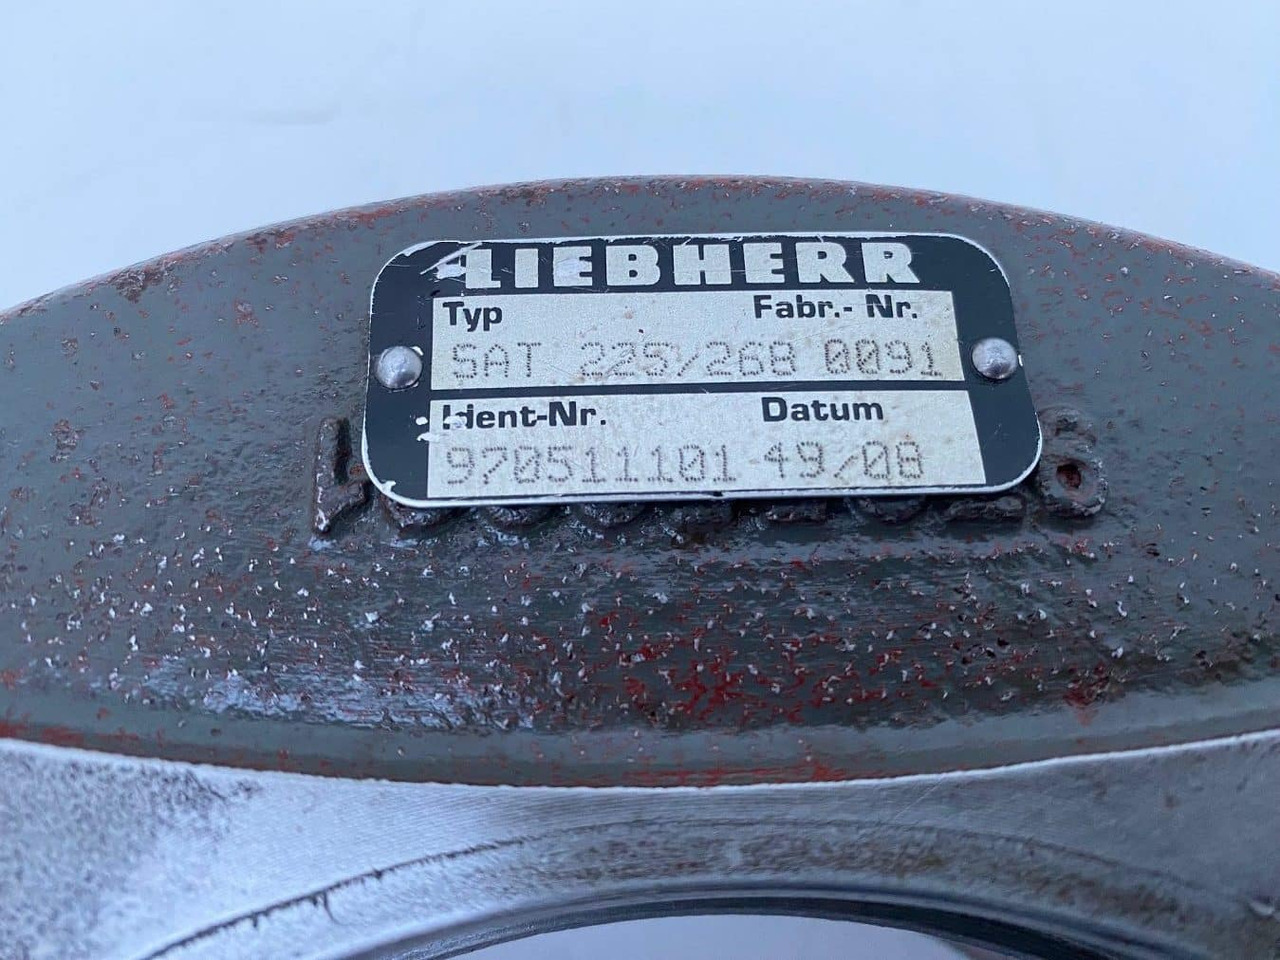 LIEBHERR
Typ Fabr.- Nr.
SAT 225/268 0091
Ident-Nr. Datum
970511101 49/08